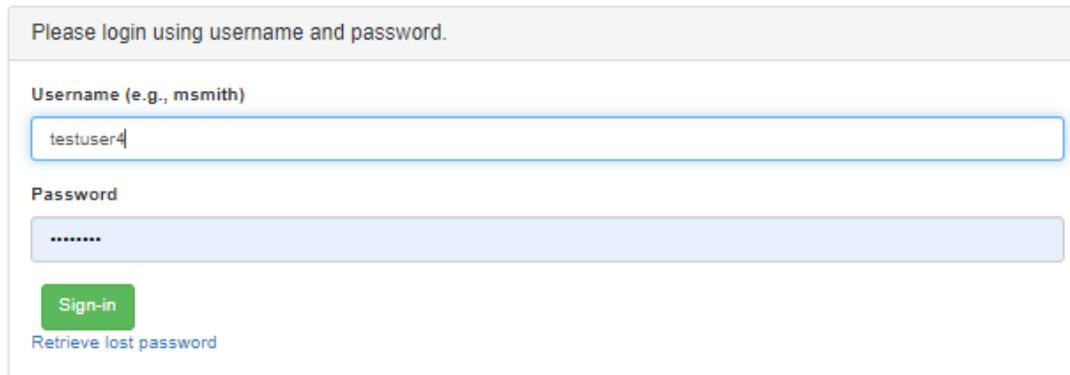 Please login using username and password.
Username (e.g., msmith)
testuser4
Password
••••••••
Sign-in
Retrieve lost password